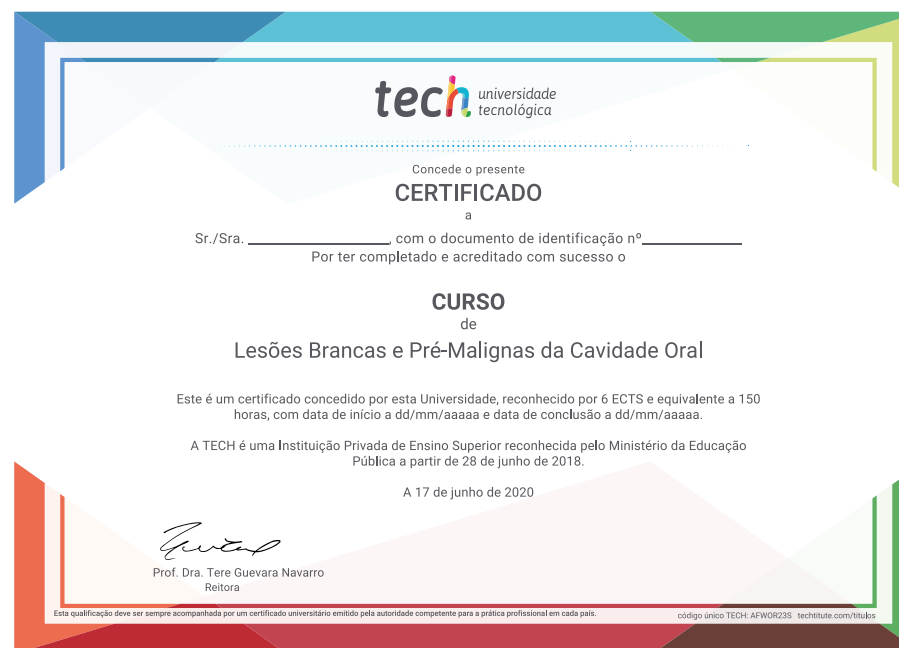 tech universidade
tecnológica
Concede o presente
CERTIFICADO
a
Sr./Sra. ________________, com o documento de identificação nº___________
Por ter completado e acreditado com sucesso o
CURSO
de
Lesões Brancas e Pré-Malignas da Cavidade Oral
Este é um certificado concedido por esta Universidade, reconhecido por 6 ECTS e equivalente a 150
horas, com data de início a dd/mm/aaaaa e data de conclusão a dd/mm/aaaaa.
A TECH é uma Instituição Privada de Ensino Superior reconhecida pelo Ministério da Educação
Pública a partir de 28 de junho de 2018.
A 17 de junho de 2020
Prof. Dra. Tere Guevara Navarro
Reitora
Esta qualificação deve ser sempre acompanhada por um certificado universitário emitido pela autoridade competente para a prática profissional em cada país.
código único TECH: AFWOR23S techtitute.com/titulos